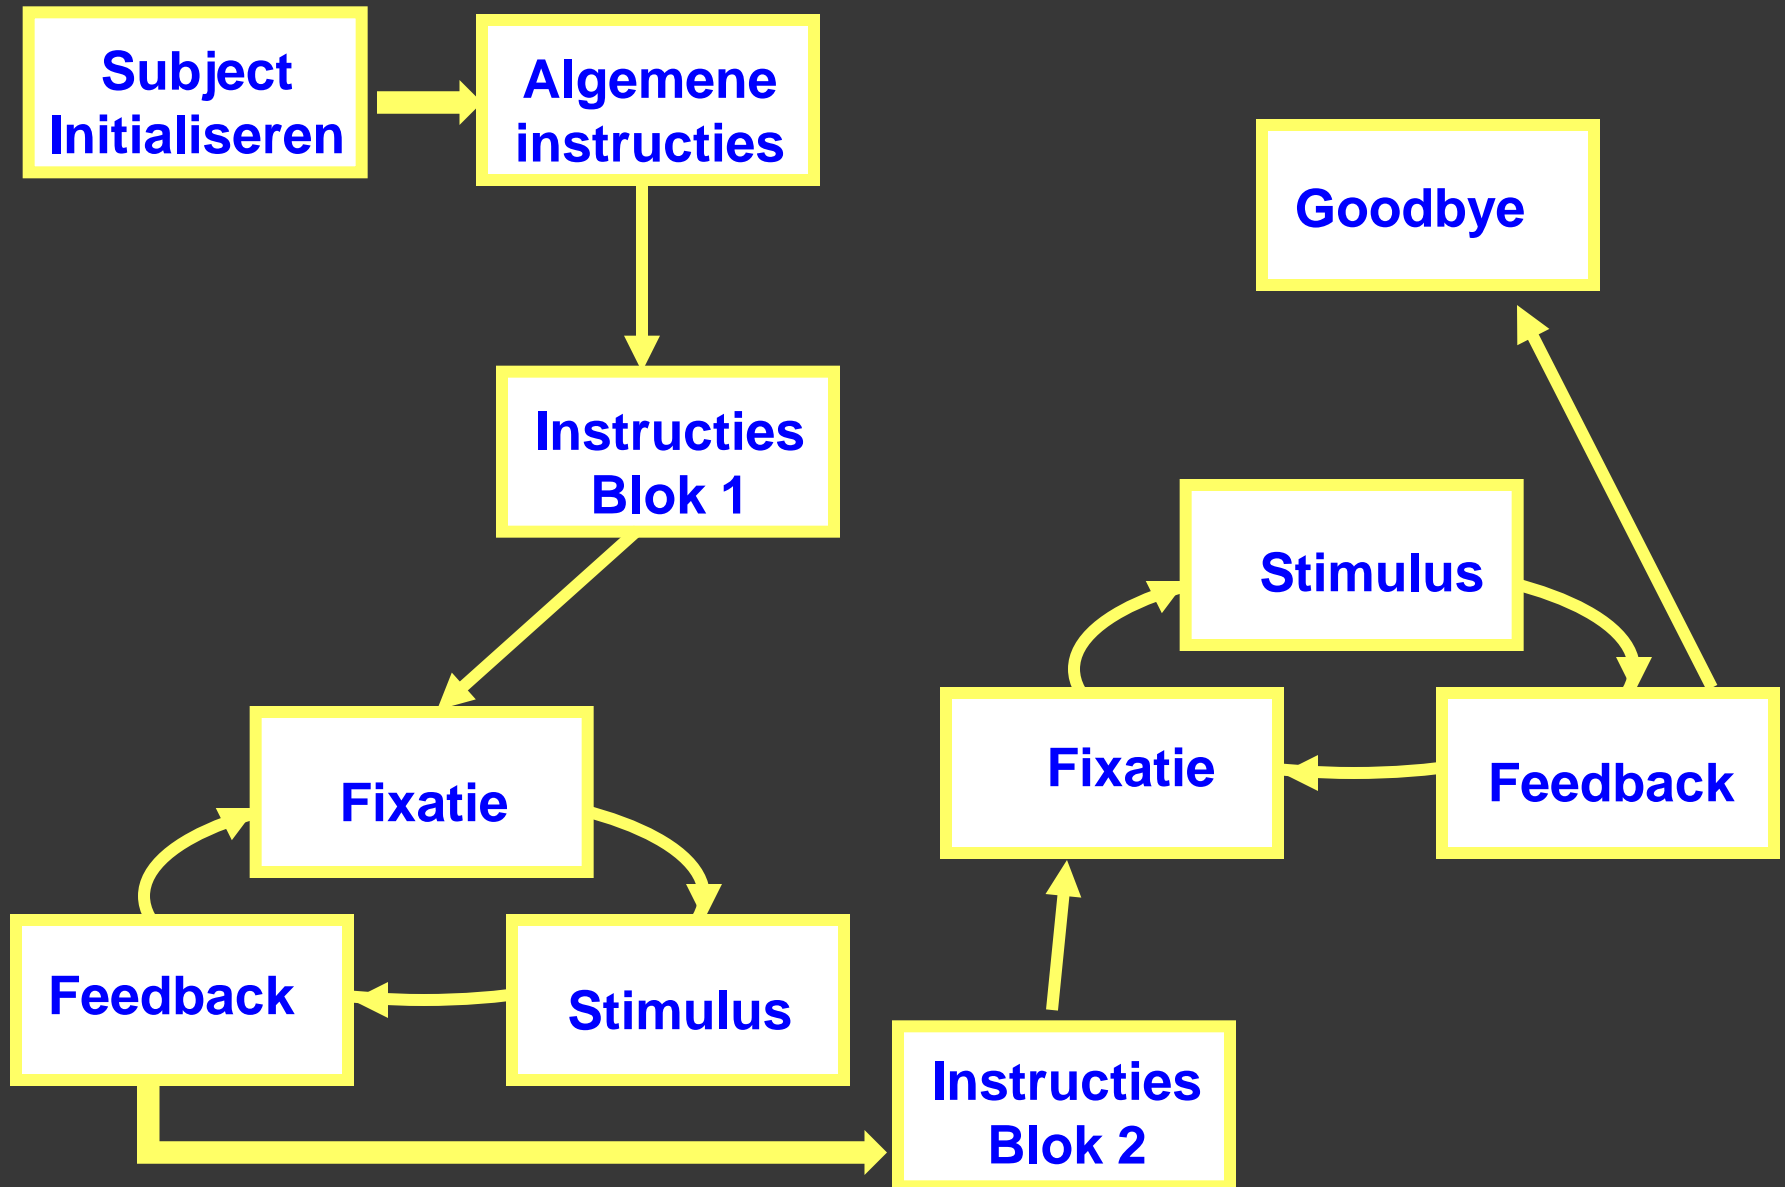 Subject
Initialiseren
Algemene
instructies
Instructies
Blok 1
Fixatie
Stimulus
Feedback
Instructies
Blok 2
Fixatie
Stimulus
Feedback
Goodbye